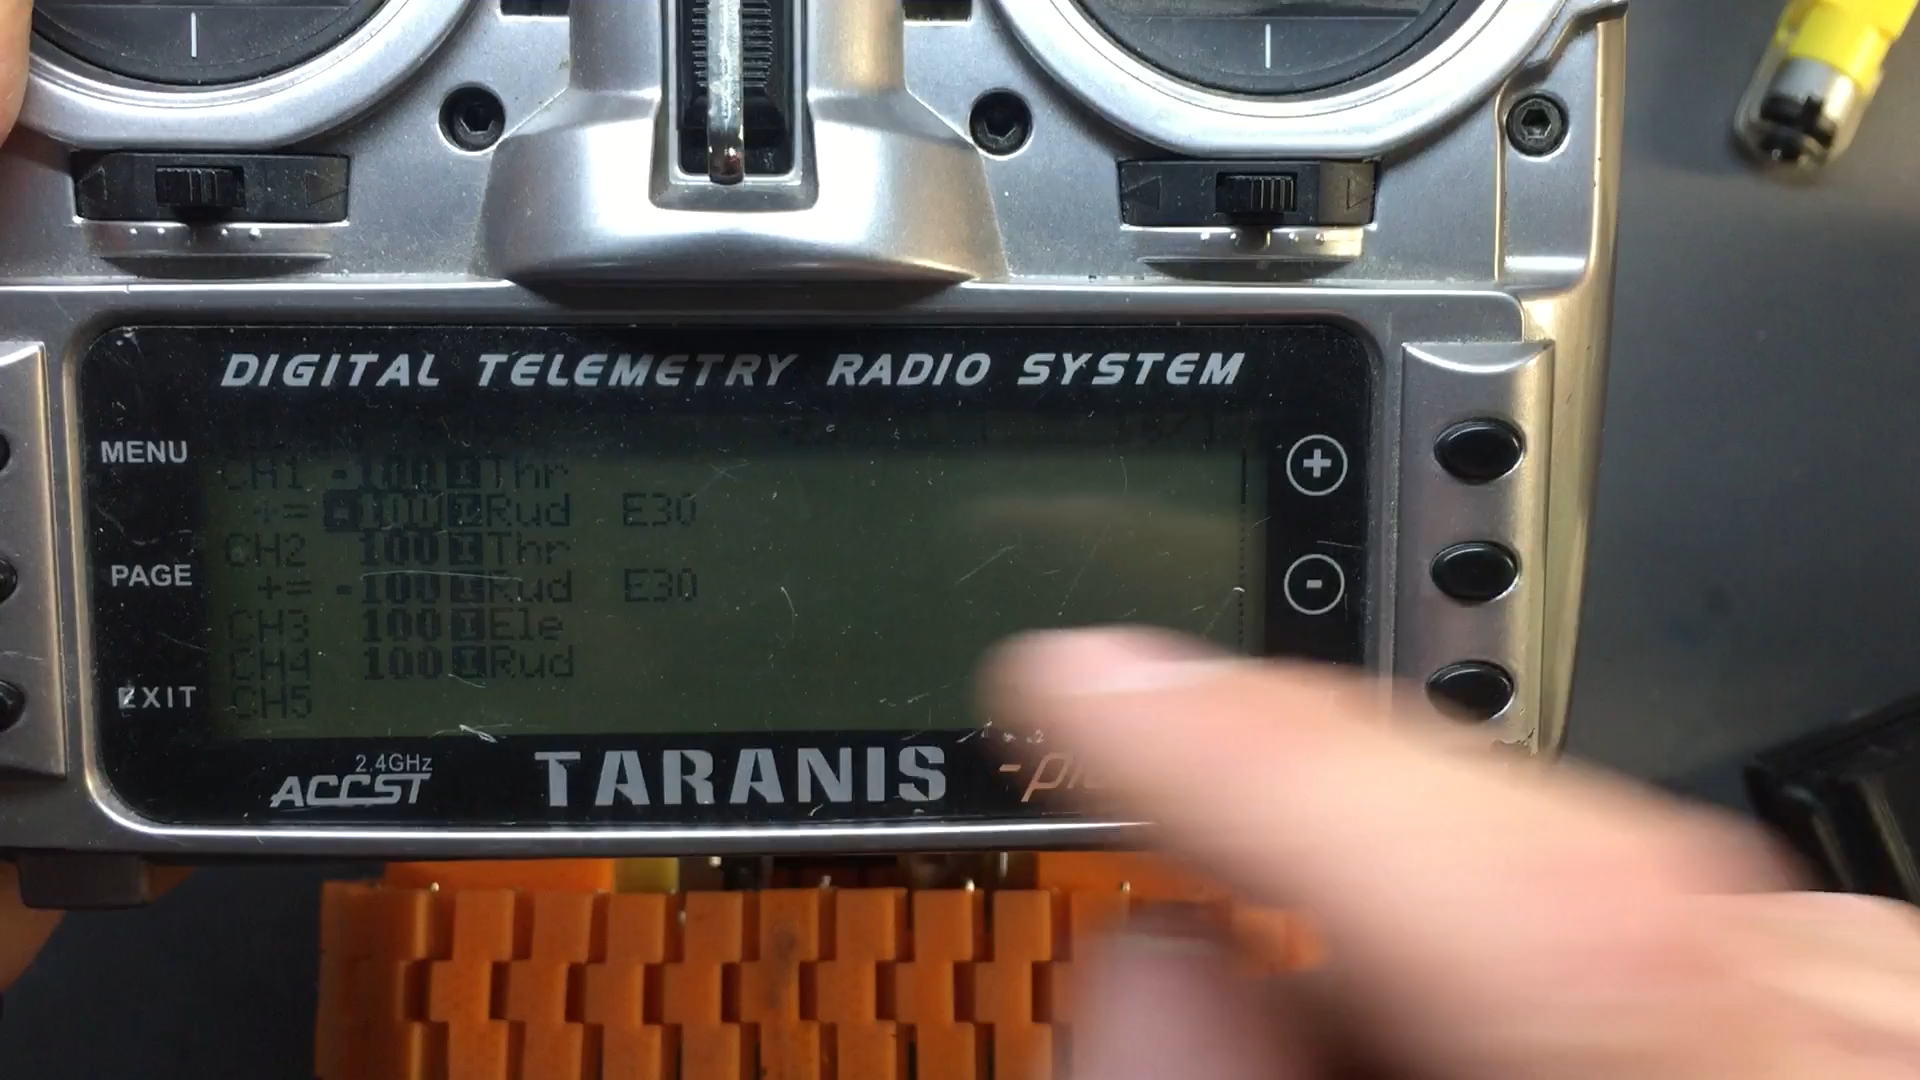 DIGITAL TELEMETRY RADIO SYSTEM
MENU
PAGE
EXIT
CH1 -100 I Thr
+= -100 I Rud E30
CH2 100 I Thr
+= -100 I Rud E30
CH3 100 I Ele
CH4 100 I Rud
CH5
+
-
2.4GHz
ACCST
TARANIS